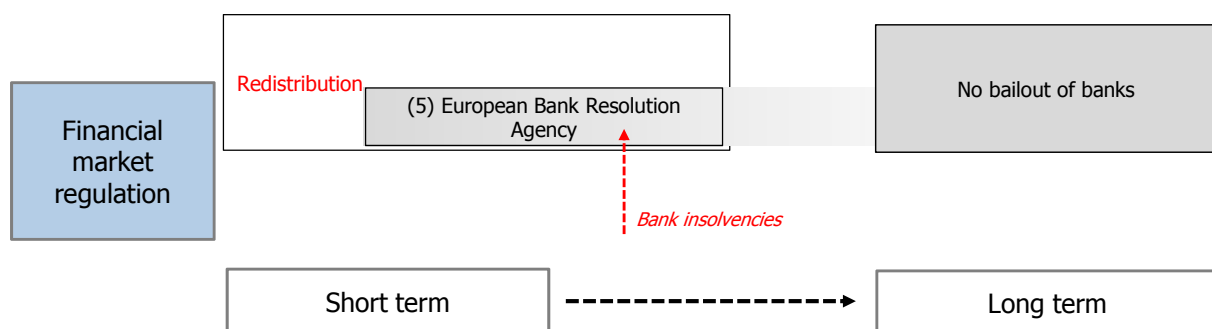 Redistribution
(5) European Bank Resolution
Agency
No bailout of banks
Financial
market
regulation
Bank insolvencies
Short term
Long term